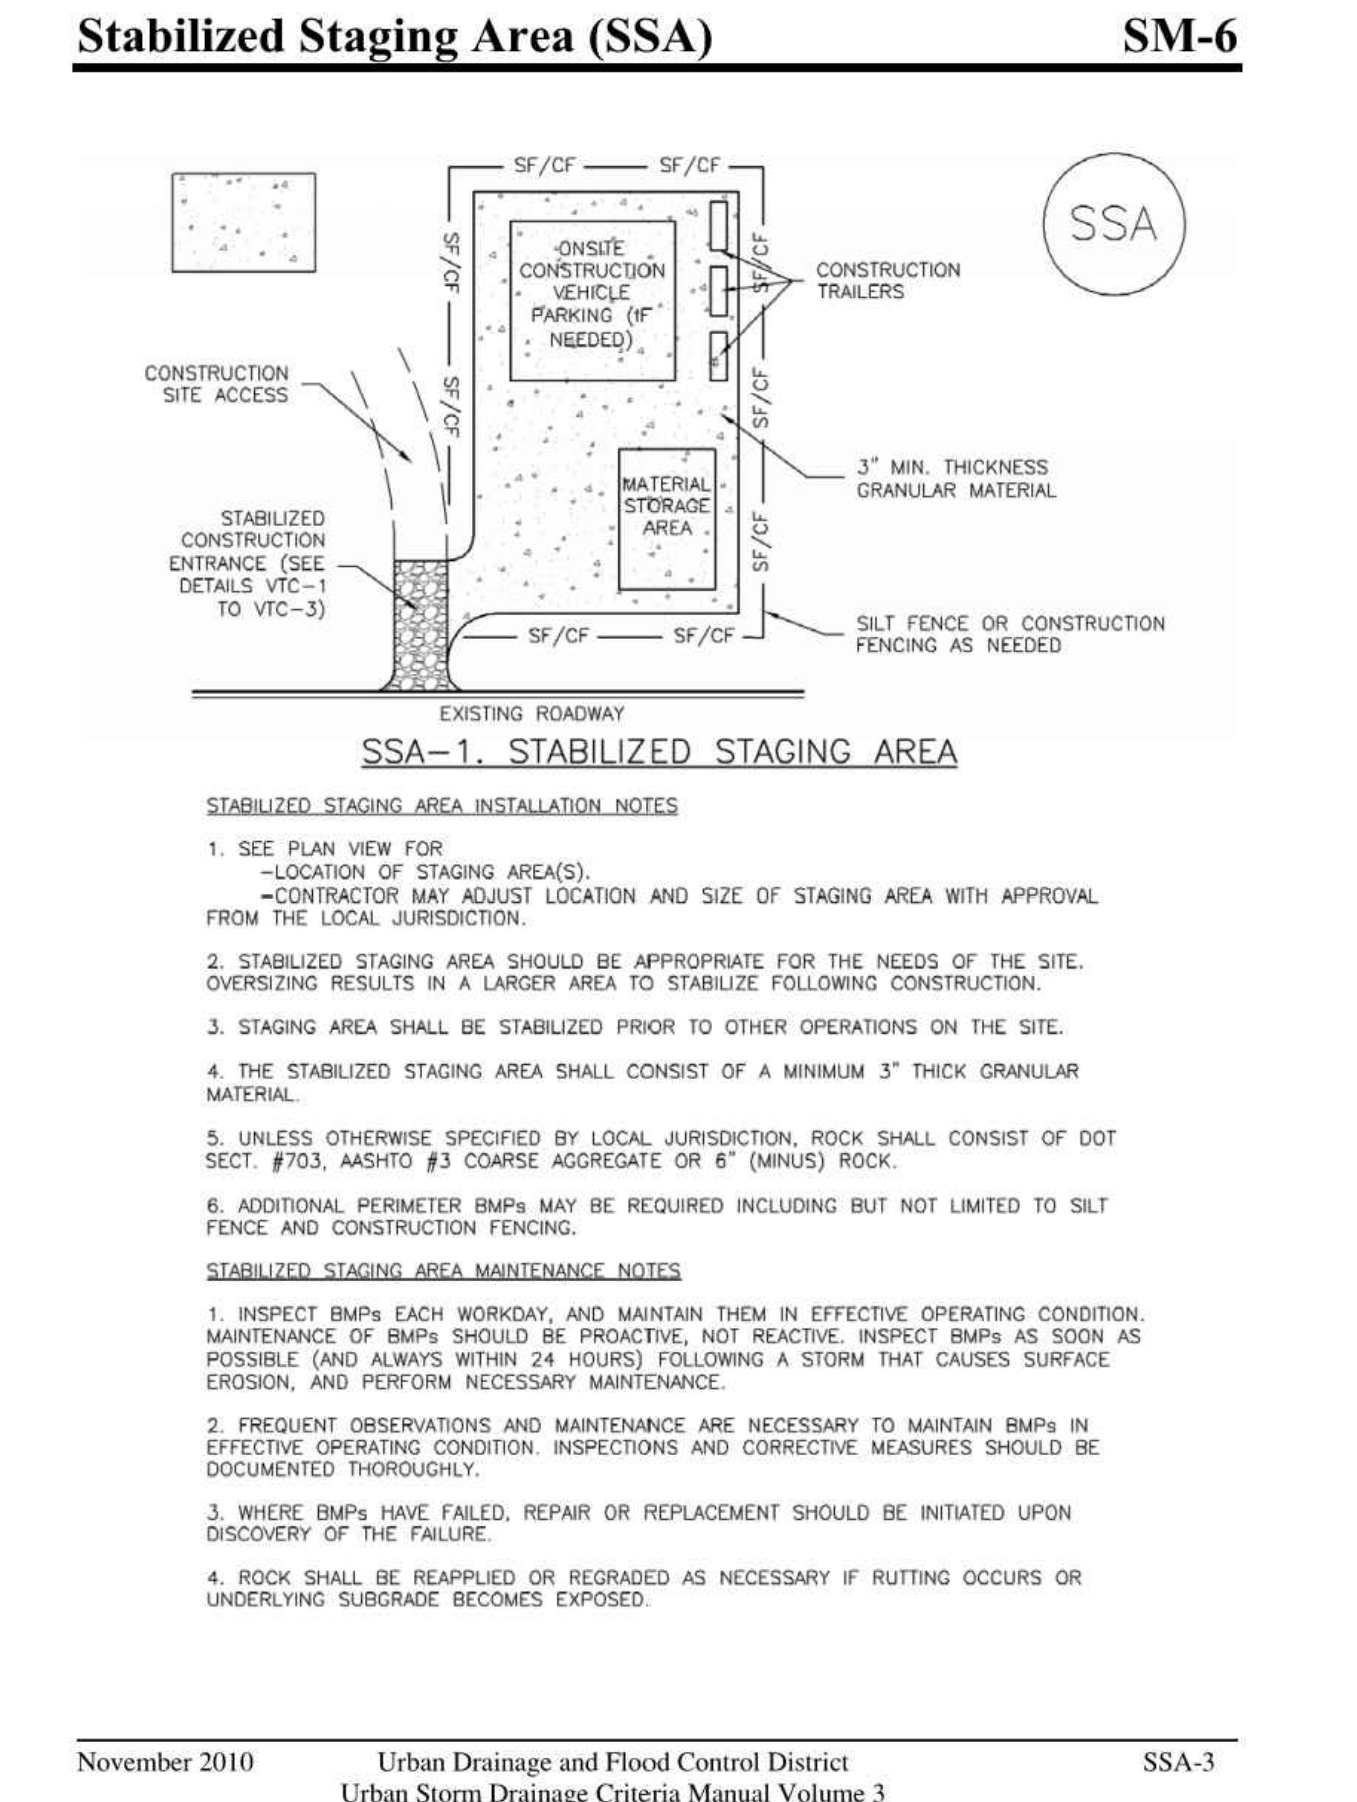 Stabilized Staging Area (SSA) SM-6
SF/CF SF/CF
SSA
SF/CF
SF/CF
ONSITE
CONSTRUCTION
VEHICLE
PARKING (IF
NEEDED)
CONSTRUCTION
TRAILERS
CONSTRUCTION
SITE ACCESS
SF/CF
SF/CF
3" MIN. THICKNESS
GRANULAR MATERIAL
MATERIAL
STORAGE
AREA
STABILIZED
CONSTRUCTION
ENTRANCE (SEE
DETAILS VTC-1
TO VTC-3)
SF/CF
SILT FENCE OR CONSTRUCTION
FENCING AS NEEDED
SF/CF SF/CF
EXISTING ROADWAY
SSA-1. STABILIZED STAGING AREA
STABILIZED STAGING AREA INSTALLATION NOTES
1. SEE PLAN VIEW FOR
-LOCATION OF STAGING AREA(S).
-CONTRACTOR MAY ADJUST LOCATION AND SIZE OF STAGING AREA WITH APPROVAL
FROM THE LOCAL JURISDICTION.
2. STABILIZED STAGING AREA SHOULD BE APPROPRIATE FOR THE NEEDS OF THE SITE.
OVERSIZING RESULTS IN A LARGER AREA TO STABILIZE FOLLOWING CONSTRUCTION.
3. STAGING AREA SHALL BE STABILIZED PRIOR TO OTHER OPERATIONS ON THE SITE.
4. THE STABILIZED STAGING AREA SHALL CONSIST OF A MINIMUM 3" THICK GRANULAR
MATERIAL.
5. UNLESS OTHERWISE SPECIFIED BY LOCAL JURISDICTION, ROCK SHALL CONSIST OF DOT
SECT. #703, AASHTO #3 COARSE AGGREGATE OR 6" (MINUS) ROCK.
6. ADDITIONAL PERIMETER BMPs MAY BE REQUIRED INCLUDING BUT NOT LIMITED TO SILT
FENCE AND CONSTRUCTION FENCING.
STABILIZED STAGING AREA MAINTENANCE NOTES
1. INSPECT BMPs EACH WORKDAY, AND MAINTAIN THEM IN EFFECTIVE OPERATING CONDITION.
MAINTENANCE OF BMPs SHOULD BE PROACTIVE, NOT REACTIVE. INSPECT BMPs AS SOON AS
POSSIBLE (AND ALWAYS WITHIN 24 HOURS) FOLLOWING A STORM THAT CAUSES SURFACE
EROSION, AND PERFORM NECESSARY MAINTENANCE.
2. FREQUENT OBSERVATIONS AND MAINTENANCE ARE NECESSARY TO MAINTAIN BMPs IN
EFFECTIVE OPERATING CONDITION. INSPECTIONS AND CORRECTIVE MEASURES SHOULD BE
DOCUMENTED THOROUGHLY.
3. WHERE BMPs HAVE FAILED, REPAIR OR REPLACEMENT SHOULD BE INITIATED UPON
DISCOVERY OF THE FAILURE.
4. ROCK SHALL BE REAPPLIED OR REGRADED AS NECESSARY IF RUTTING OCCURS OR
UNDERLYING SUBGRADE BECOMES EXPOSED.
November 2010 Urban Drainage and Flood Control District SSA-3
Urban Storm Drainage Criteria Manual Volume 3